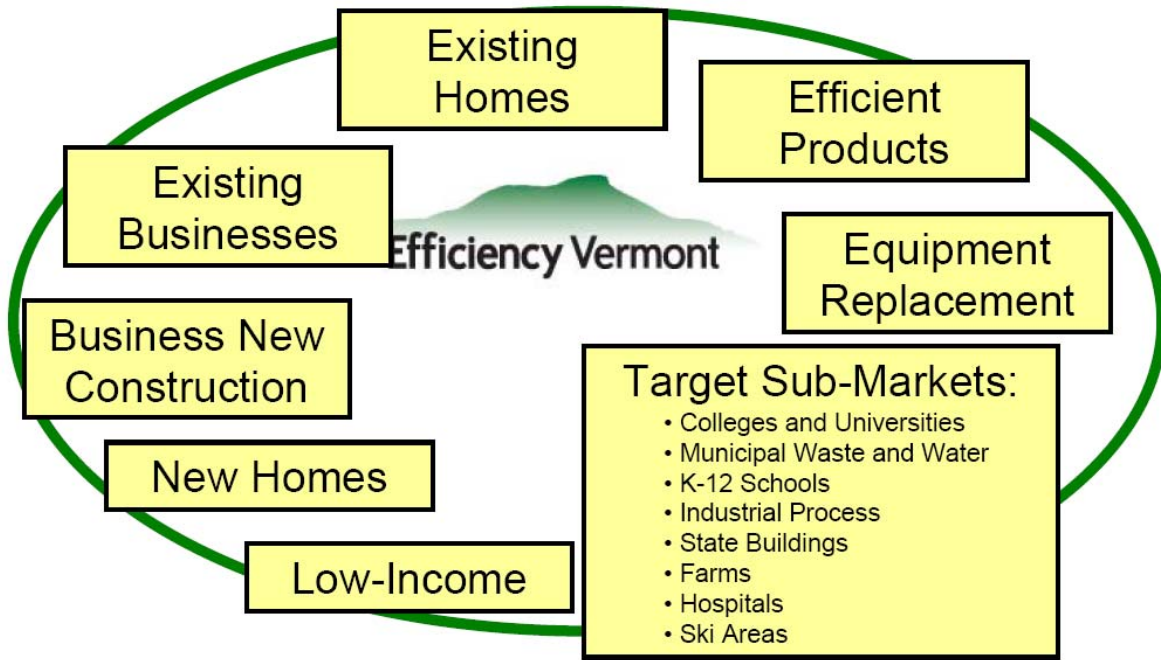 Existing
Homes
Efficient
Products
Existing
Businesses
Efficiency Vermont
Equipment
Replacement
Business New
Construction
Target Sub-Markets:
• Colleges and Universities
• Municipal Waste and Water
• K-12 Schools
• Industrial Process
• State Buildings
• Farms
• Hospitals
• Ski Areas
New Homes
Low-Income